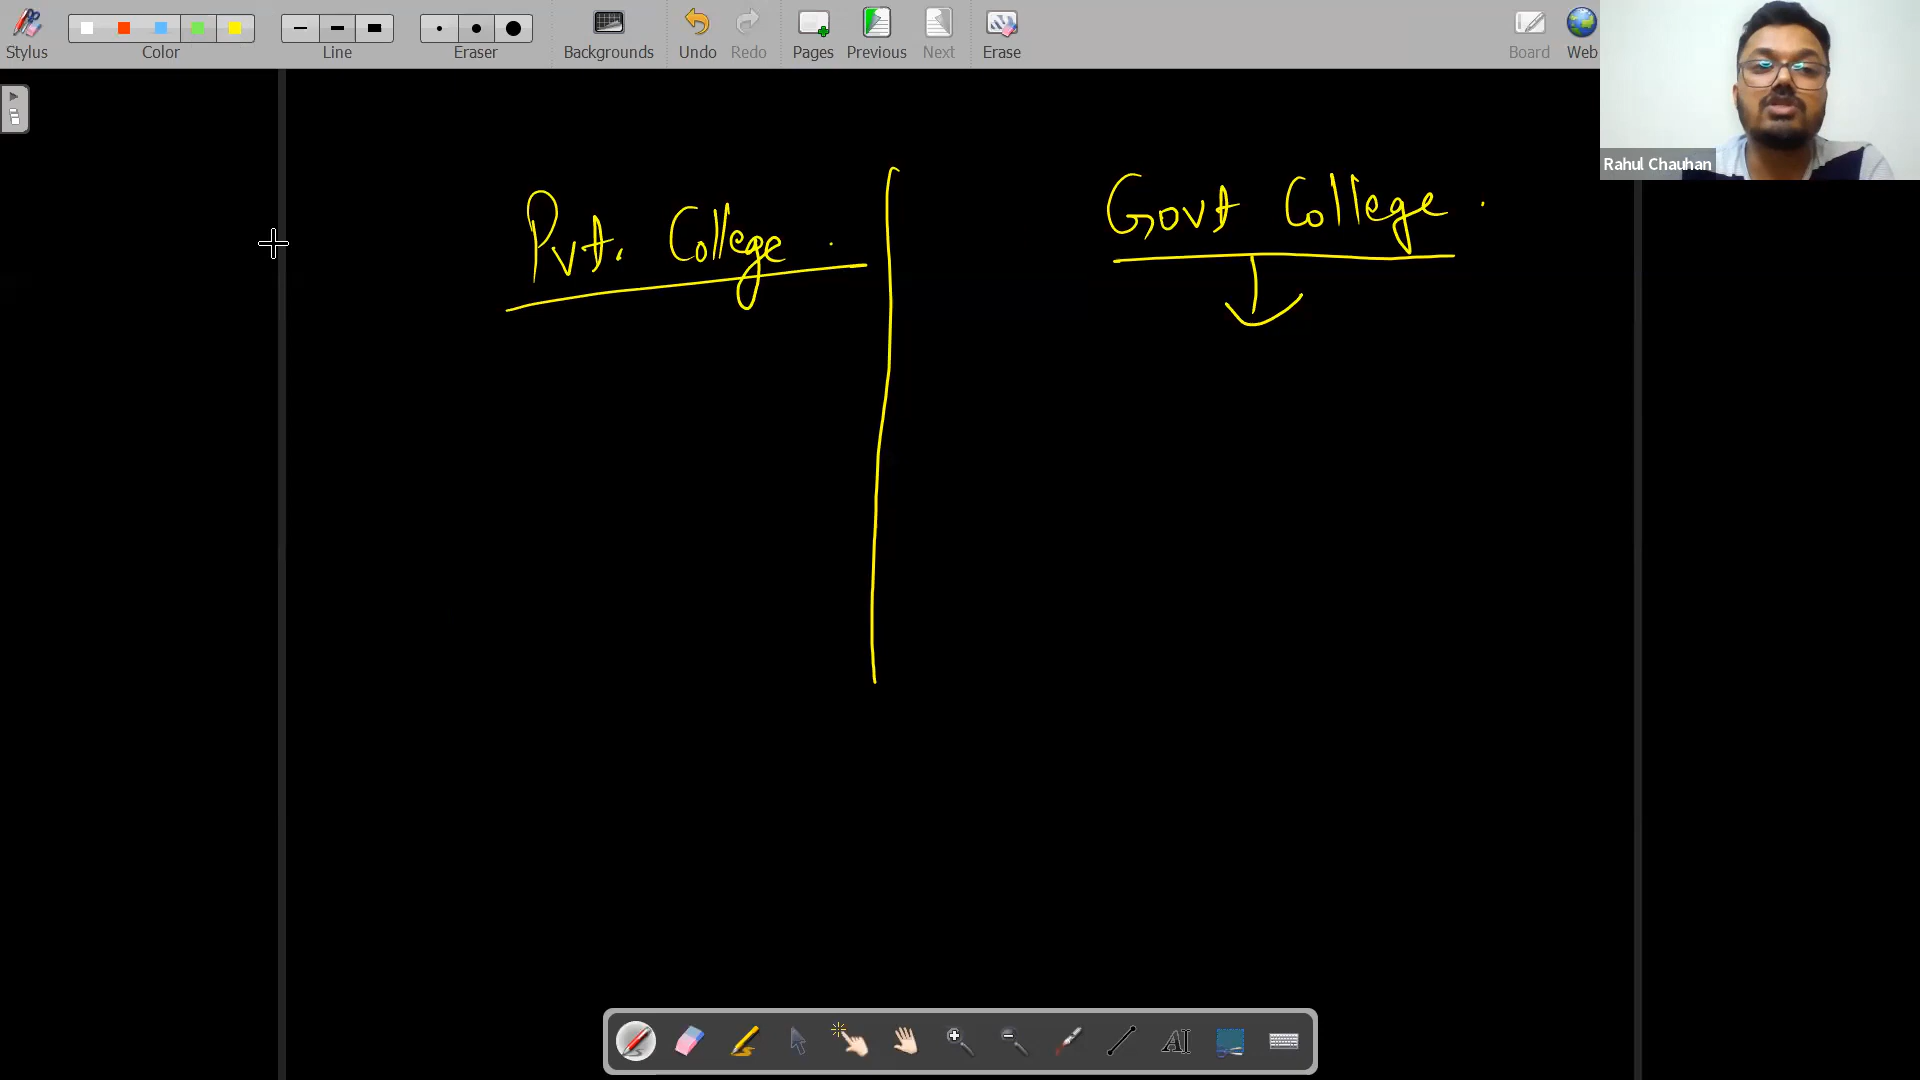 Stylus Color Line Eraser Backgrounds Undo Redo Pages Previous Next Erase Board Web
Rahul Chauhan
Pvt. College .
Govt College .
AI